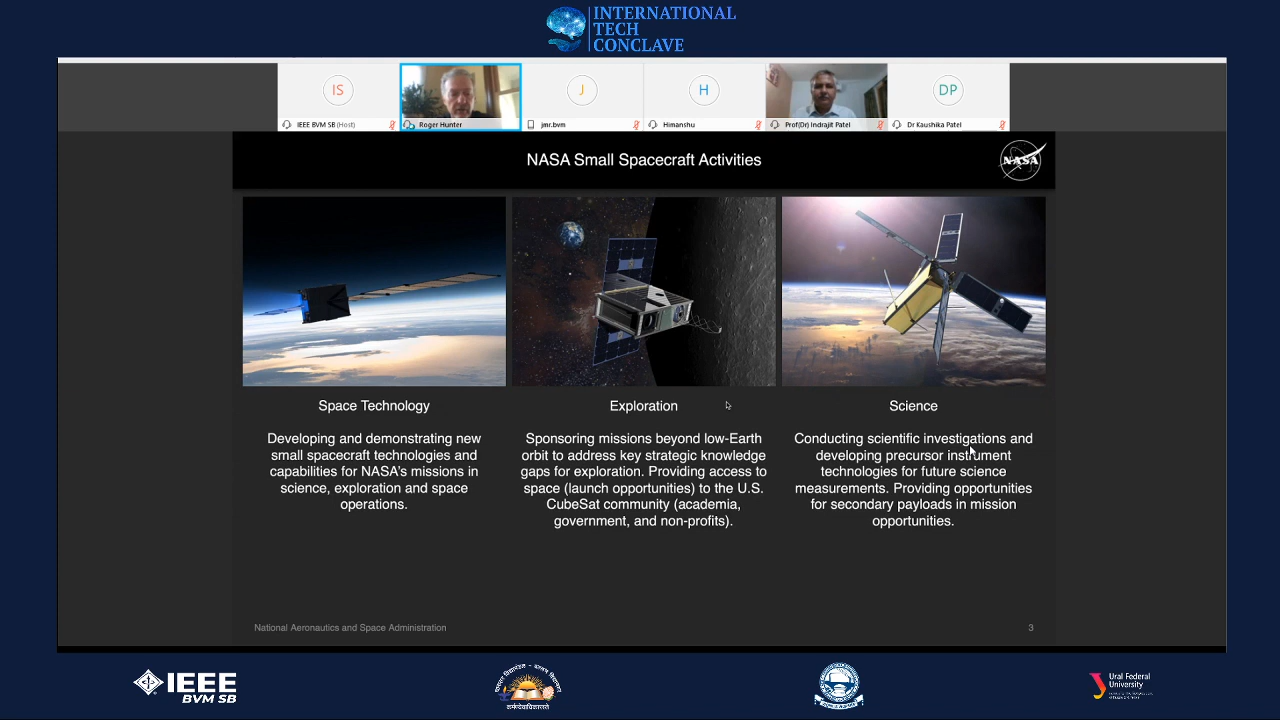 INTERNATIONAL
TECH
CONCLAVE
IS
J
H
DP
IEEE BVM SB (Host)
Roger Hunter
jmr.bvm
Himanshu
Prof(Dr) Indrajit Patel
Dr Kaushika Patel
NASA Small Spacecraft Activities
NASA
Space Technology
Developing and demonstrating new
small spacecraft technologies and
capabilities for NASA's missions in
science, exploration and space
operations.
Exploration
Sponsoring missions beyond low-Earth
orbit to address key strategic knowledge
gaps for exploration. Providing access to
space (launch opportunities) to the U.S.
CubeSat community (academia,
government, and non-profits).
Science
Conducting scientific investigations and
developing precursor instrument
technologies for future science
measurements. Providing opportunities
for secondary payloads in mission
opportunities.
National Aeronautics and Space Administration
3
IEEE
BVM SB
Ural Federal
University